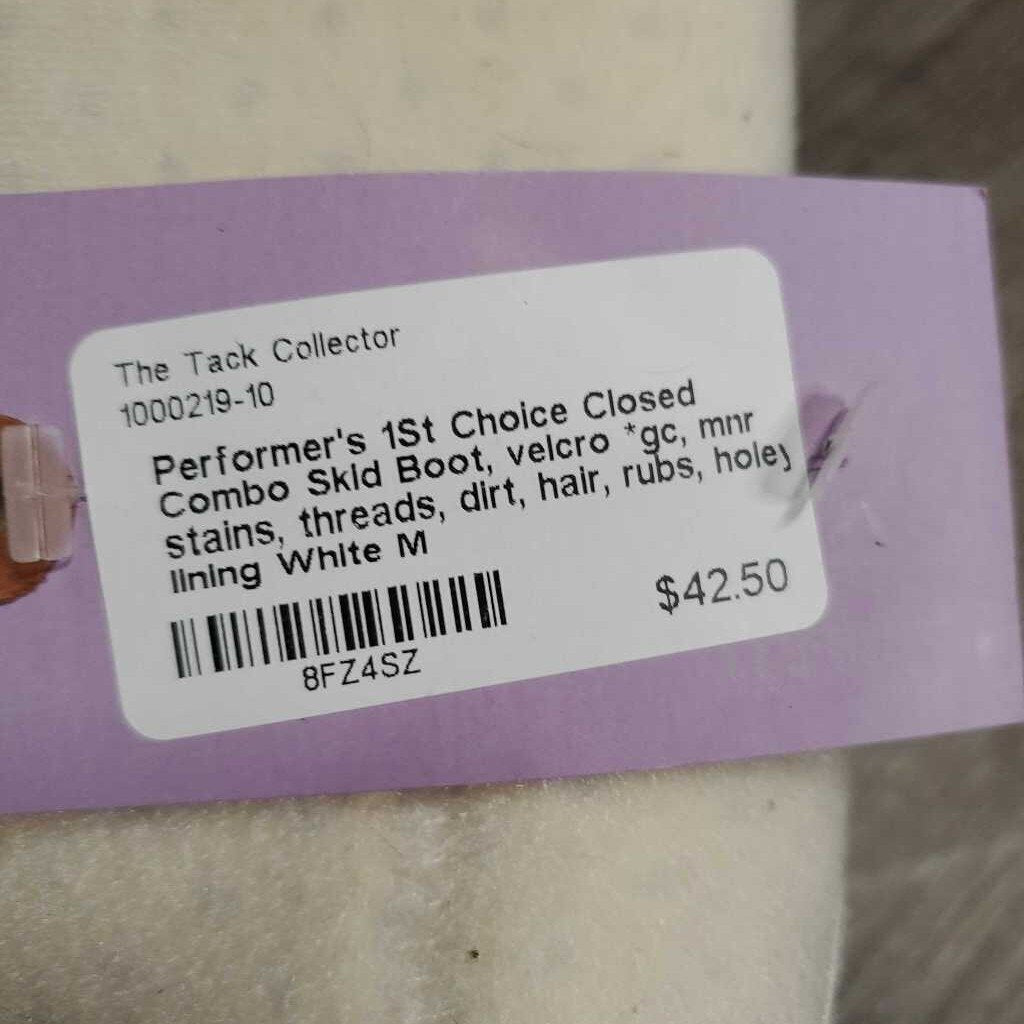 The Tack Collector
1000219-10
Performer's 1St Choice Closed
Combo Skid Boot, velcro *gc, mnr
stains, threads, dirt, hair, rubs, holey
lining White M
$42.50
8FZ4SZ